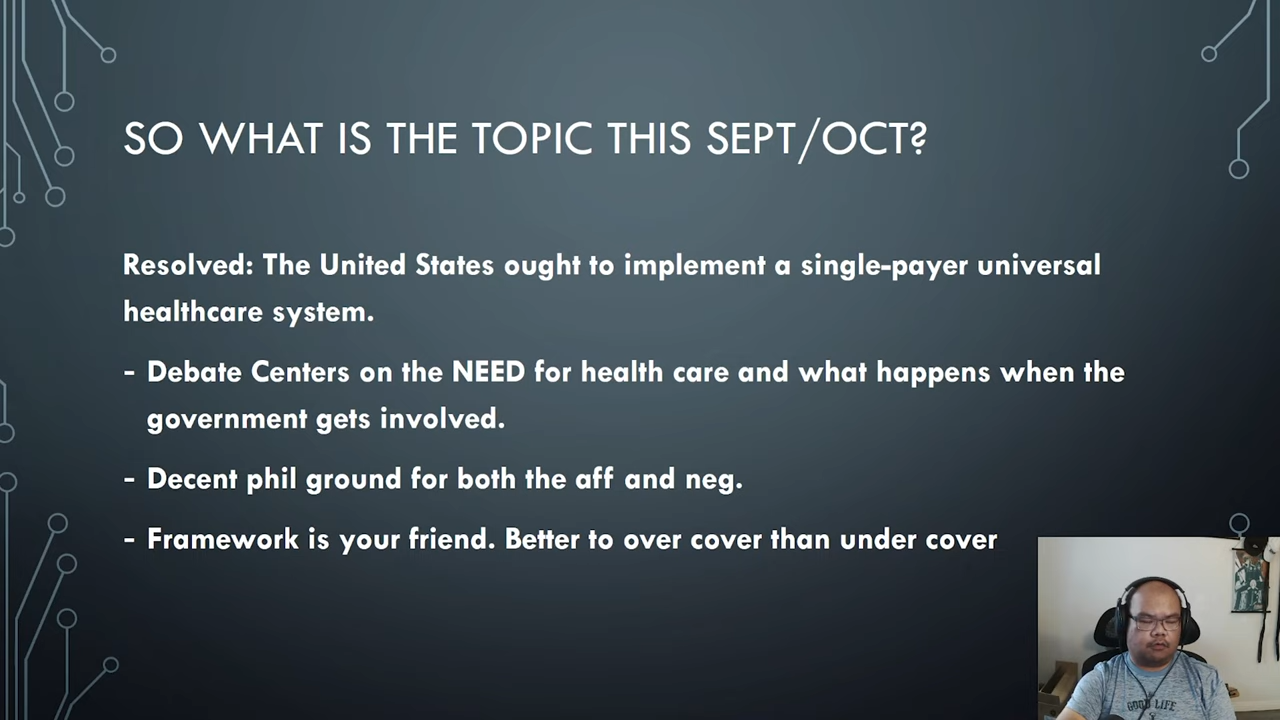 SO WHAT IS THE TOPIC THIS SEPT/OCT?
Resolved: The United States ought to implement a single-payer universal
healthcare system.
- Debate Centers on the NEED for health care and what happens when the
government gets involved.
- Decent phil ground for both the aff and neg.
- Framework is your friend. Better to over cover than under cover
GOOD LIFE